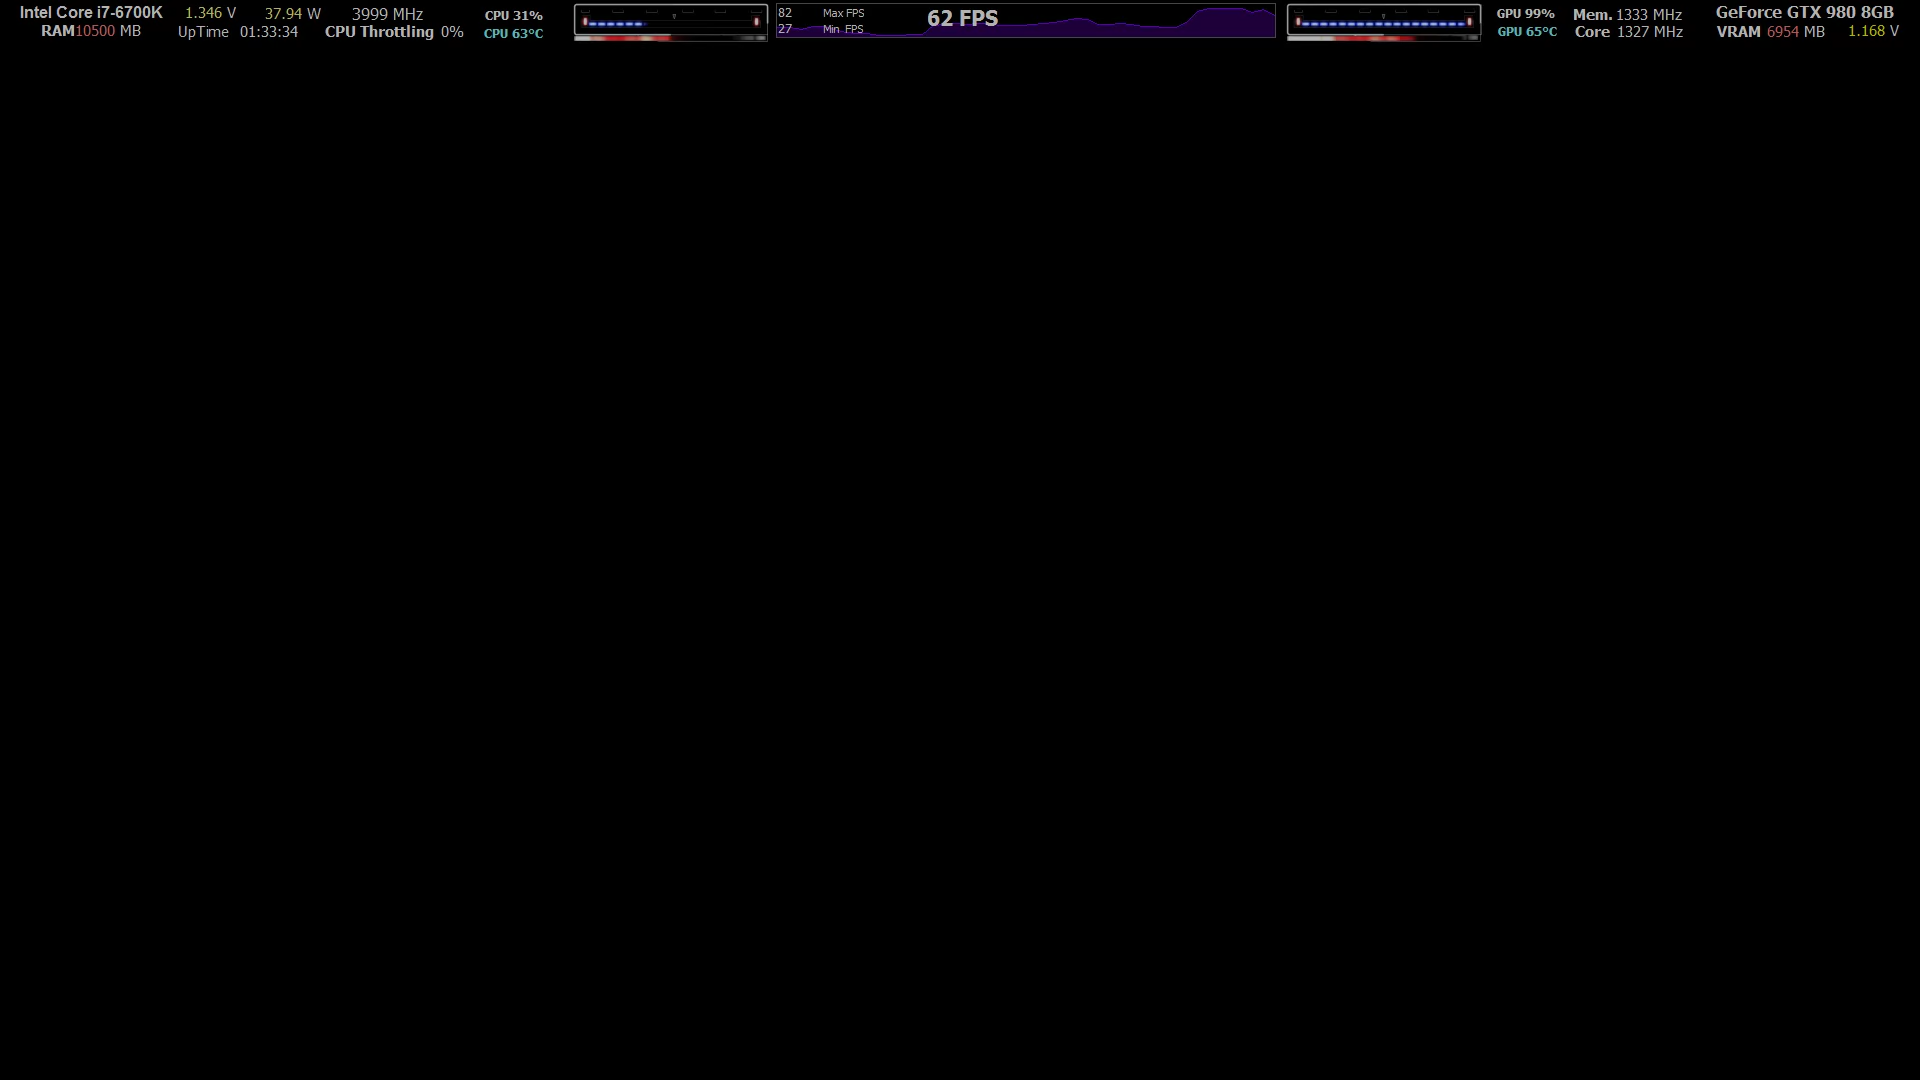 Intel Core i7-6700K 1.346 V 37.94 W 3999 MHz CPU 31%
RAM10500 MB UpTime 01:33:34 CPU Throttling 0% CPU 63°C
82 Max FPS 62 FPS
27 Min FPS
GPU 99% Mem. 1333 MHz GeForce GTX 980 8GB
GPU 65°C Core 1327 MHz VRAM 6954 MB 1.168 V